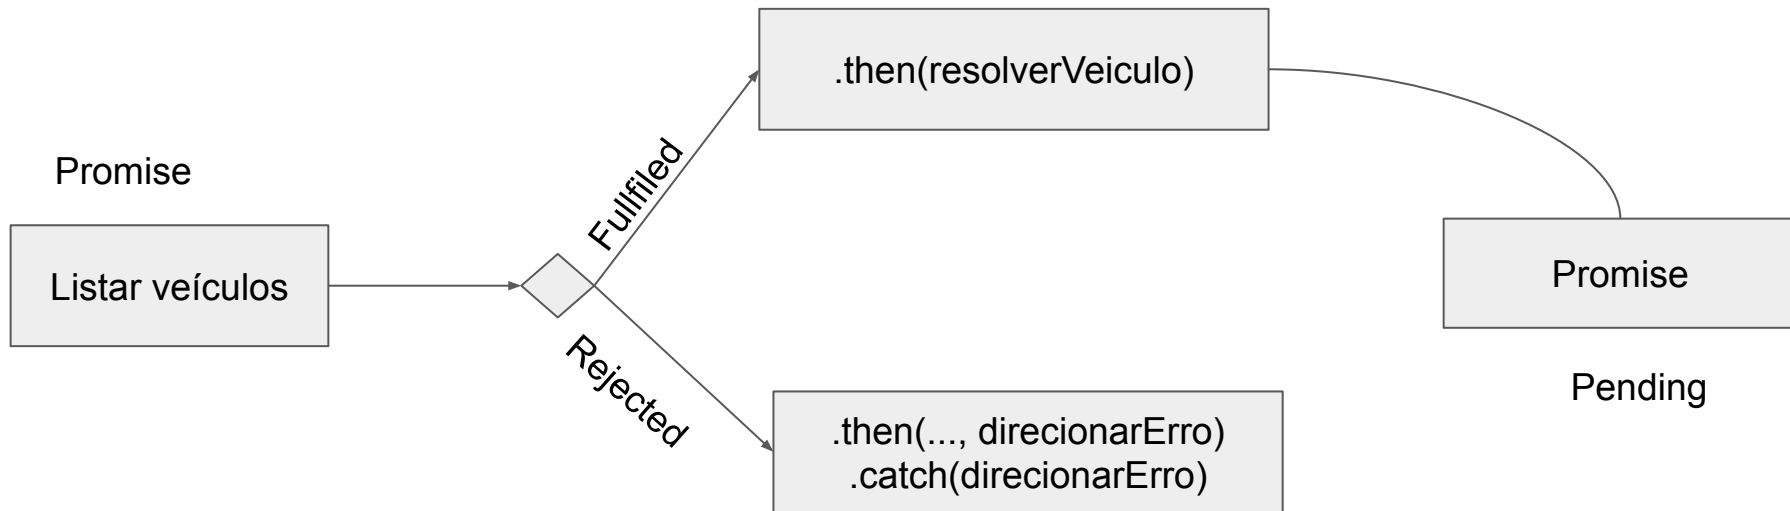 Promise
Listar veículos
Fullfiled
Rejected
.then(resolverVeiculo)
.then(..., direcionarErro)
.catch(direcionarErro)
Promise
Pending